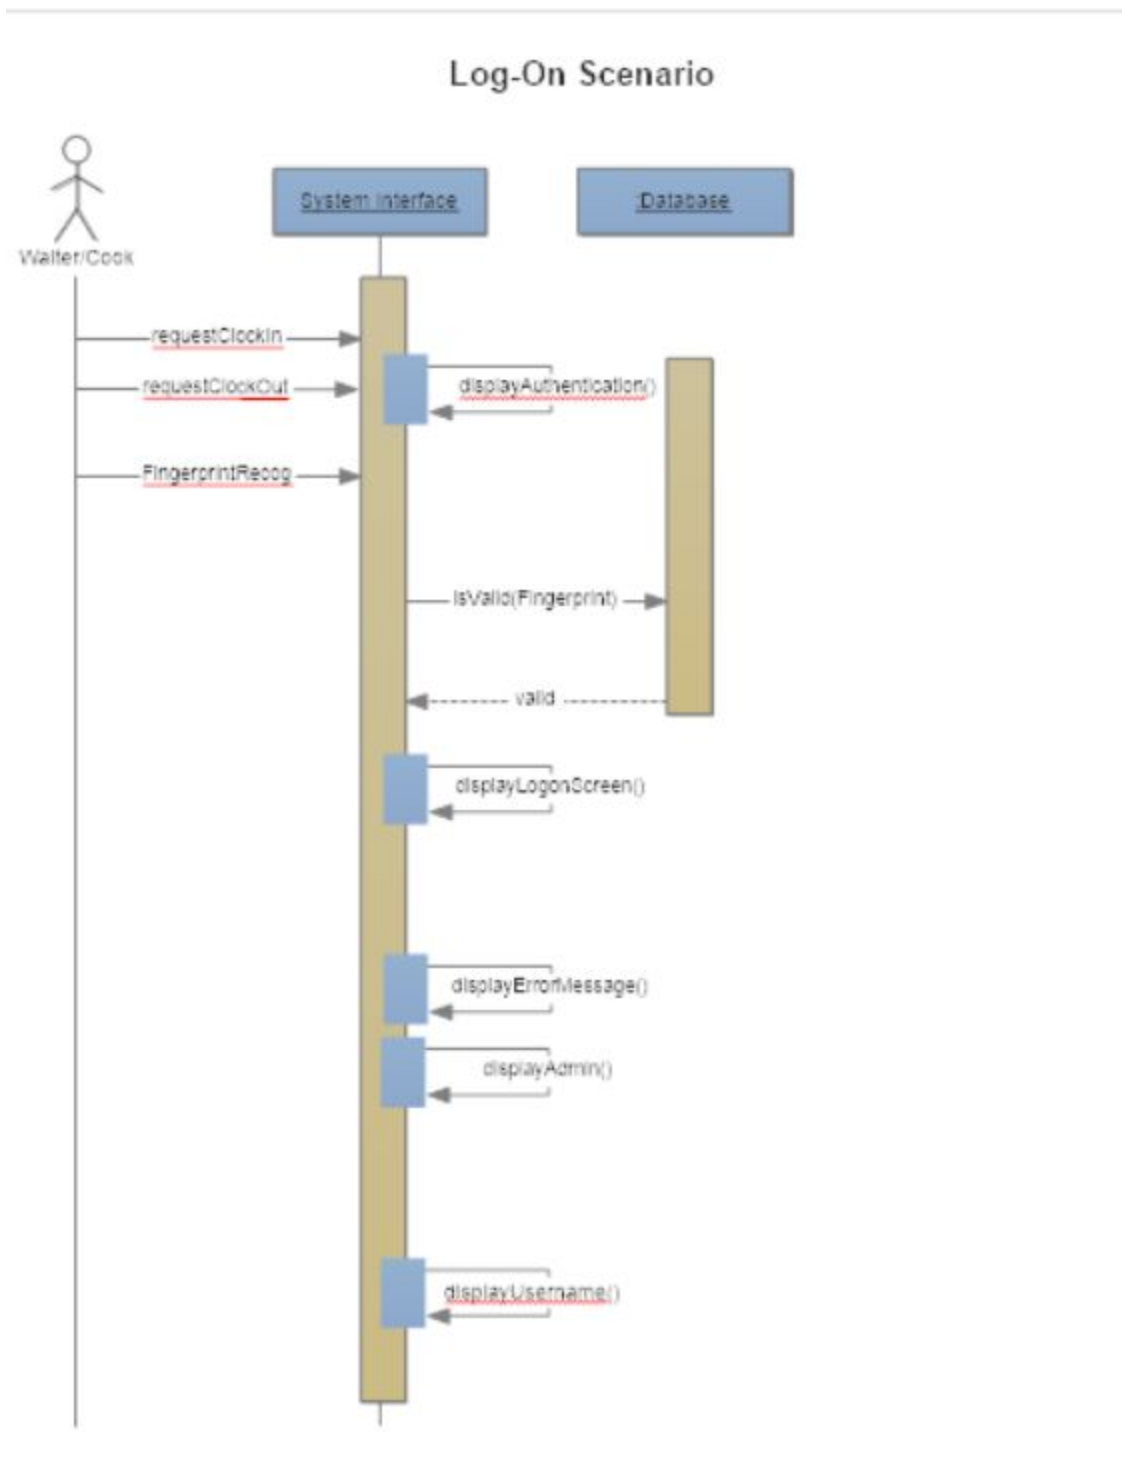 Log-On Scenario
System Interface
:Database
Waiter/Cook
requestClockIn
requestClockOut
displayAuthentication()
FingerprintRecog
isValid(Fingerprint)
valid
displayLogonScreen()
displayErrorMessage()
displayAdmin()
displayUsername()